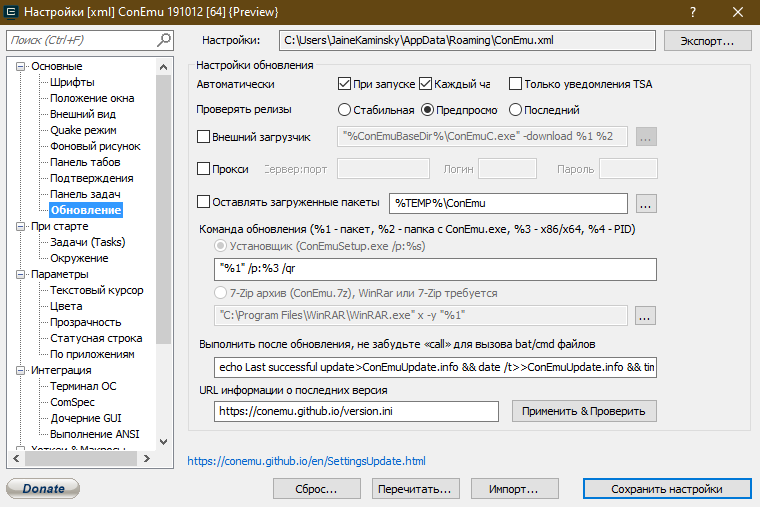 Настройки [xml] ConEmu 191012 [64] {Preview}
Поиск (Ctrl+F)
Настройки: C:\Users\JaineKaminsky\AppData\Roaming\ConEmu.xml Экспорт...
Основные
Шрифты
Положение окна
Внешний вид
Quake режим
Фоновый рисунок
Панель табов
Подтверждения
Панель задач
Обновление
При старте
Задачи (Tasks)
Окружение
Параметры
Текстовый курсор
Цвета
Прозрачность
Статусная строка
По приложениям
Интеграция
Терминал ОС
ComSpec
Дочерние GUI
Выполнение ANSI
Хоткеи & Макросы
Настройки обновления
Автоматически При запуске Каждый ча Только уведомления TSA
Проверять релизы Стабильная Предпросмо Последний
Внешний загрузчик "%ConEmuBaseDir%\ConEmuC.exe" -download %1 %2 ...
Прокси Сервер:порт Логин Пароль
Оставлять загруженные пакеты %TEMP%\ConEmu ...
Команда обновления (%1 - пакет, %2 - папка с ConEmu.exe, %3 - x86/x64, %4 - PID)
Установщик (ConEmuSetup.exe /p:%s)
"%1" /p:%3 /qr
7-Zip архив (ConEmu.7z), WinRar или 7-Zip требуется
"C:\Program Files\WinRAR\WinRAR.exe" x -y "%1" ...
Выполнить после обновления, не забудьте «call» для вызова bat/cmd файлов
echo Last successful update>ConEmuUpdate.info && date /t>>ConEmuUpdate.info && tim
URL информации о последних версия
https://conemu.github.io/version.ini Применить & Проверить
https://conemu.github.io/en/SettingsUpdate.html
Donate Сброс... Перечитать... Импорт... Сохранить настройки